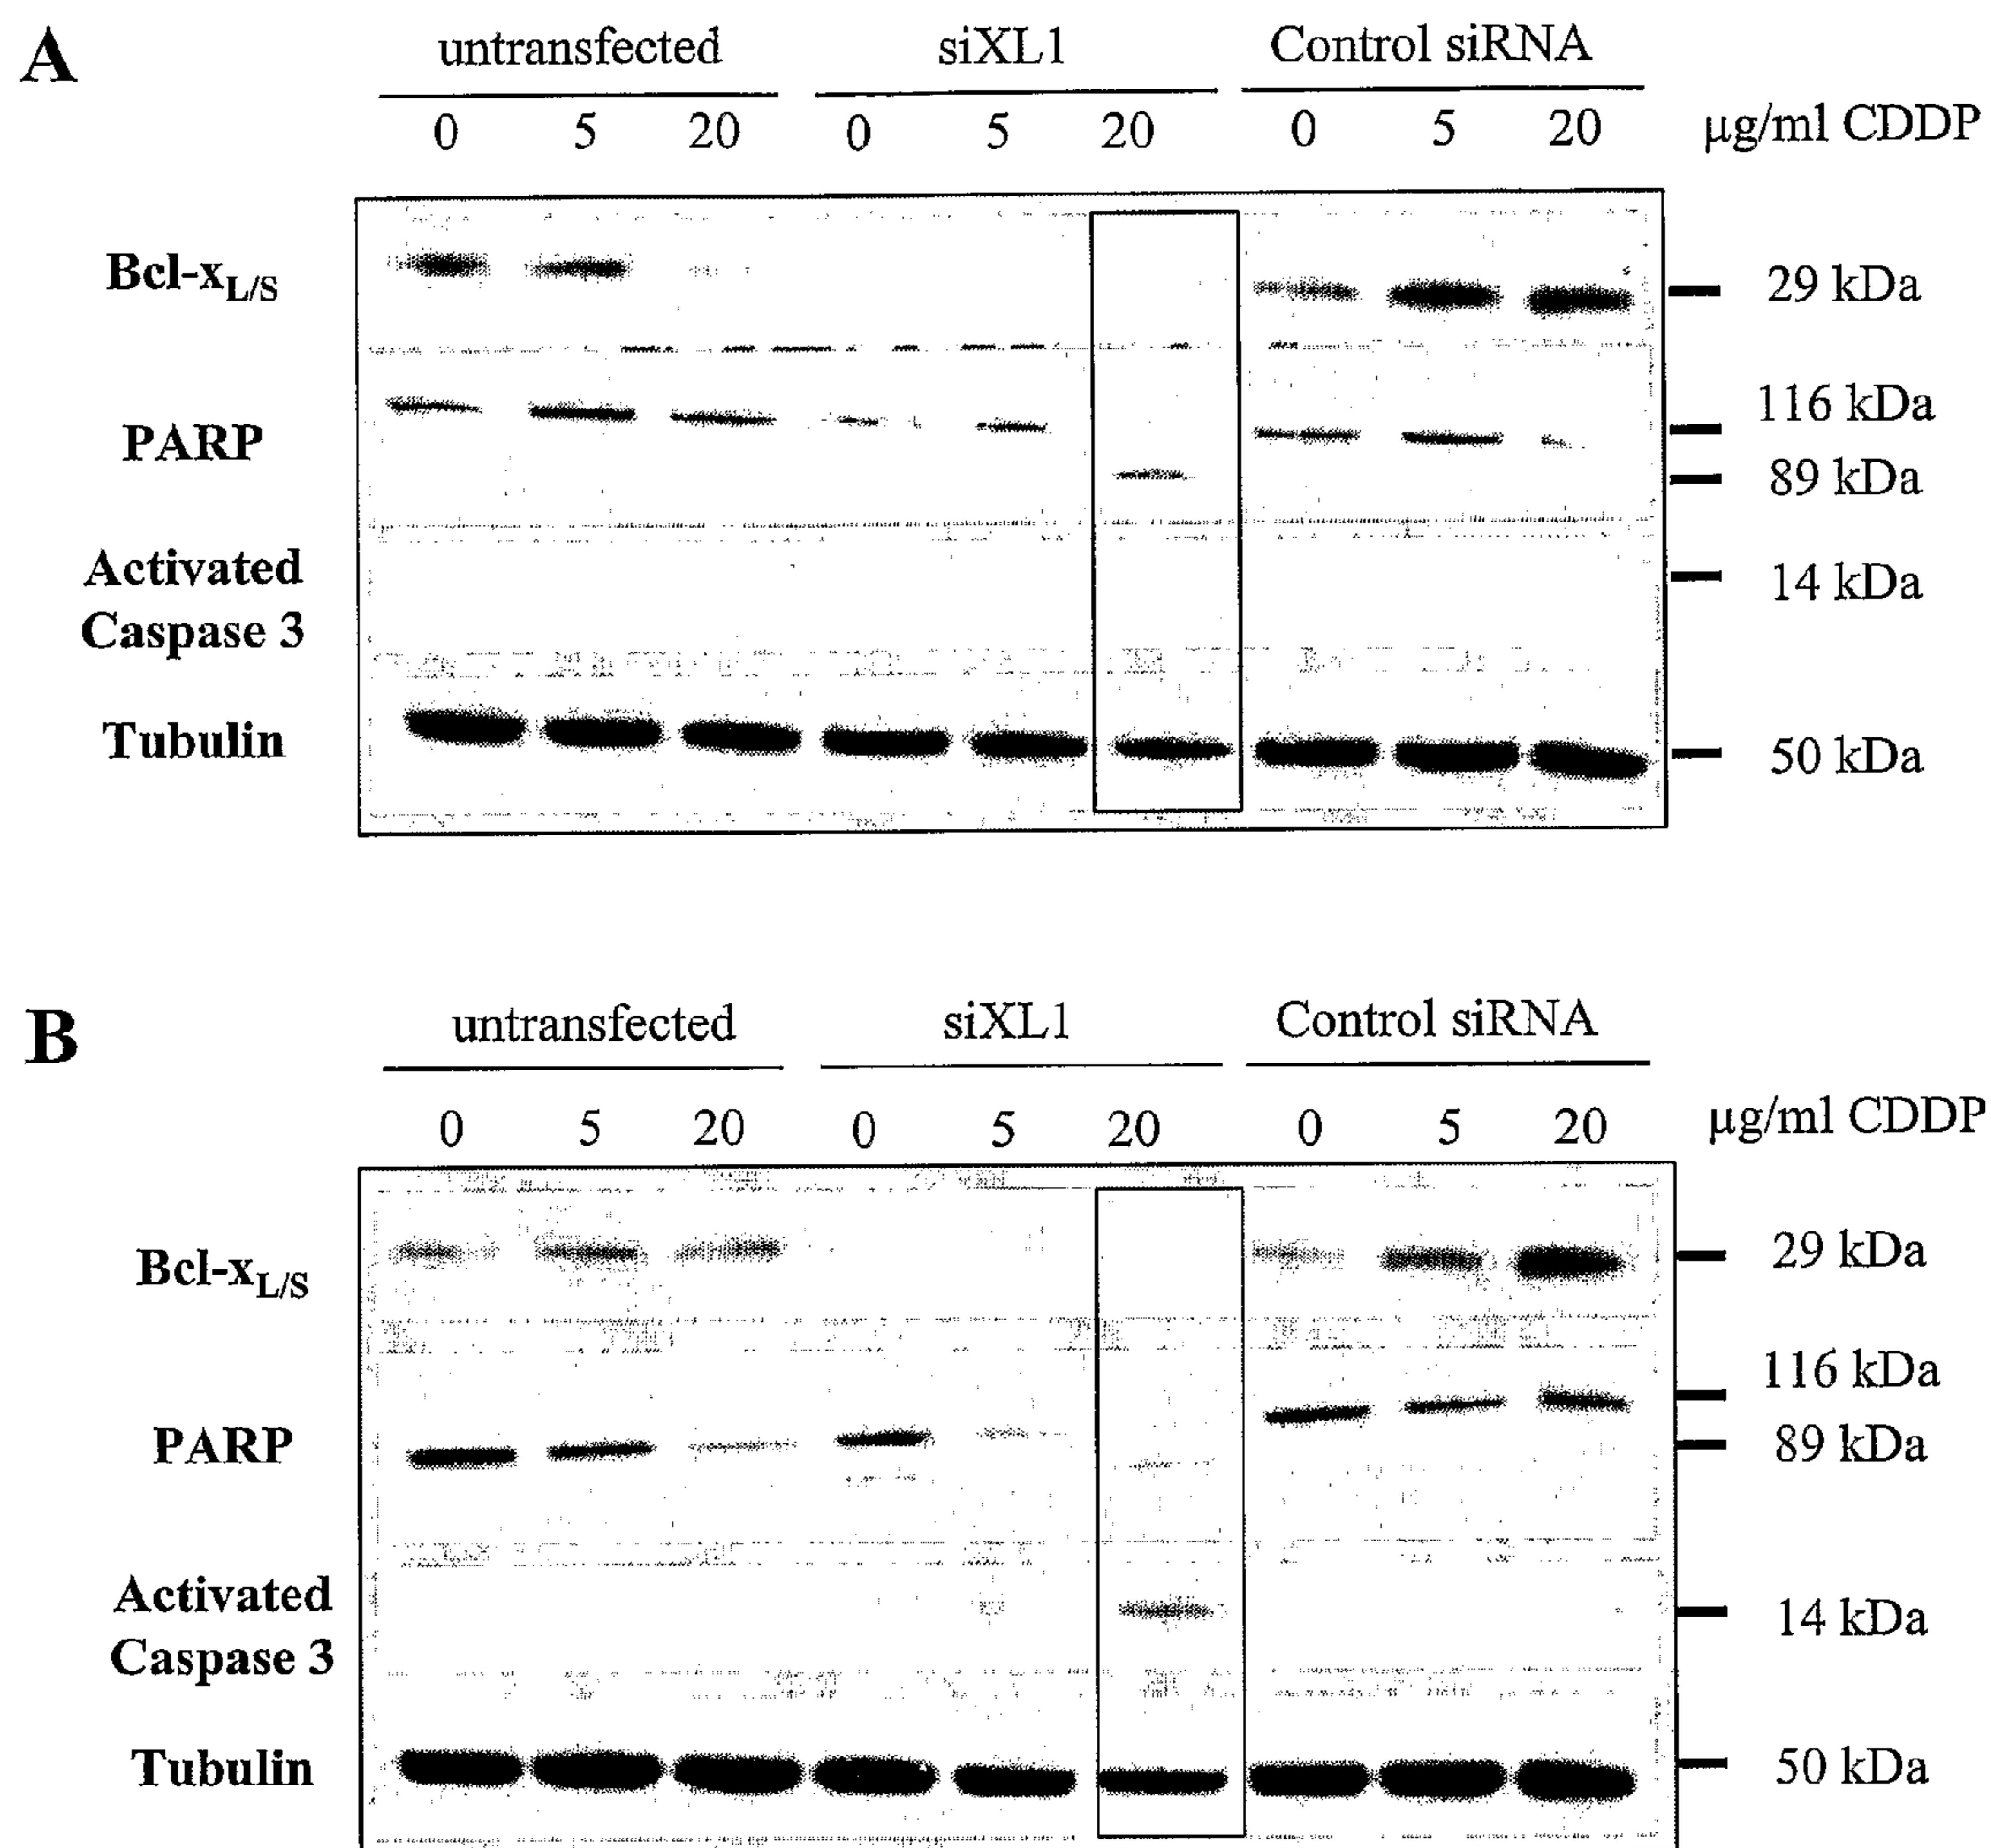 A
untransfected siXL1 Control siRNA
0 5 20 0 5 20 0 5 20 µg/ml CDDP
Bcl-xL/S 29 kDa
116 kDa
PARP
89 kDa
Activated
14 kDa
Caspase 3
Tubulin 50 kDa
B
untransfected siXL1 Control siRNA
0 5 20 0 5 20 0 5 20 µg/ml CDDP
Bcl-xL/S 29 kDa
116 kDa
PARP 89 kDa
Activated
14 kDa
Caspase 3
Tubulin 50 kDa